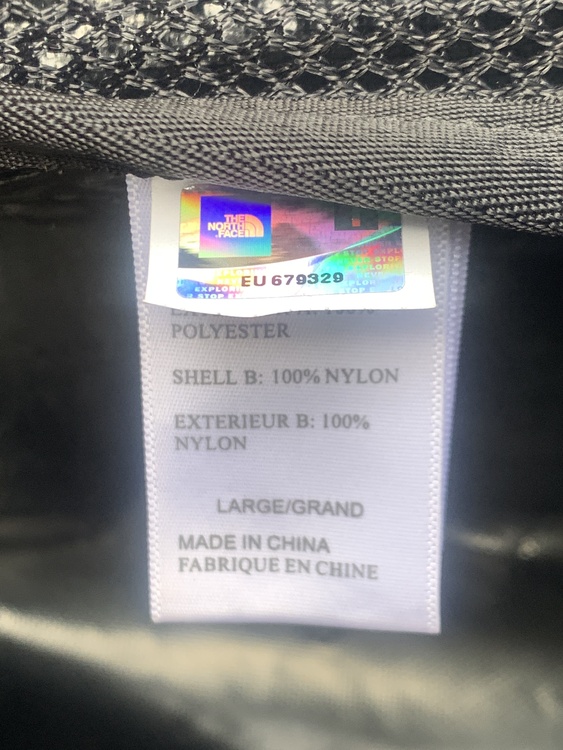 THE
NORTH
FACE
EU 679329
POLYESTER
SHELL B: 100% NYLON
EXTERIEUR B: 100%
NYLON
LARGE/GRAND
MADE IN CHINA
FABRIQUE EN CHINE